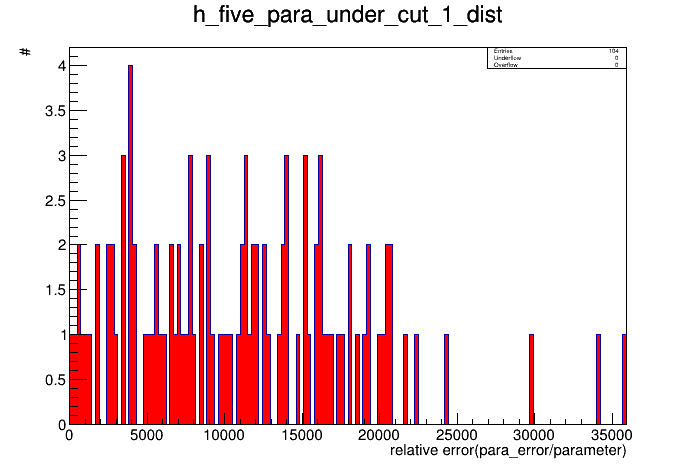 h_five_para_under_cut_1_dist
#
Entries 104
Underflow 0
Overflow 0
4
3.5
3
2.5
2
1.5
1
0.5
0
0 5000 10000 15000 20000 25000 30000 35000
relative error(para_error/parameter)